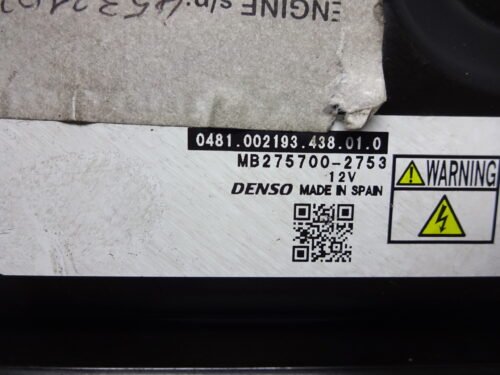 ENGINE s/n:
0481.002193.438.01.0
MB275700-2753
12V
DENSO MADE IN SPAIN
WARNING